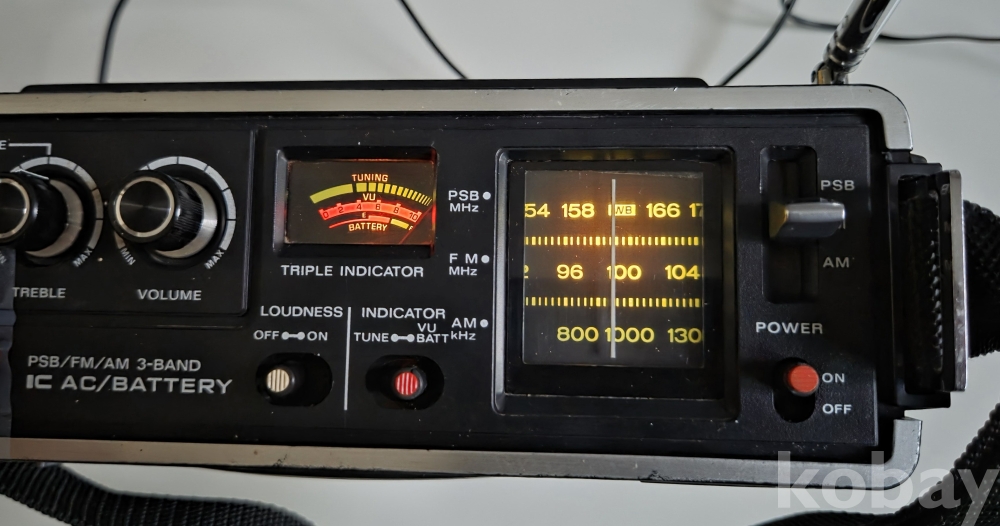 E
MAX
TREBLE
MIN
MAX
VOLUME
TUNING
VU
0 2 4 6 8 10
BATTERY
TRIPLE INDICATOR
PSB
MHz
FM
MHz
AM
kHz
54 158 WB 166 17
96 100 104
800 1000 130
LOUDNESS
OFF ON
INDICATOR
VU
TUNE BATT
PSB/FM/AM 3-BAND
IC AC/BATTERY
PSB
AM
POWER
ON
OFF
kobay